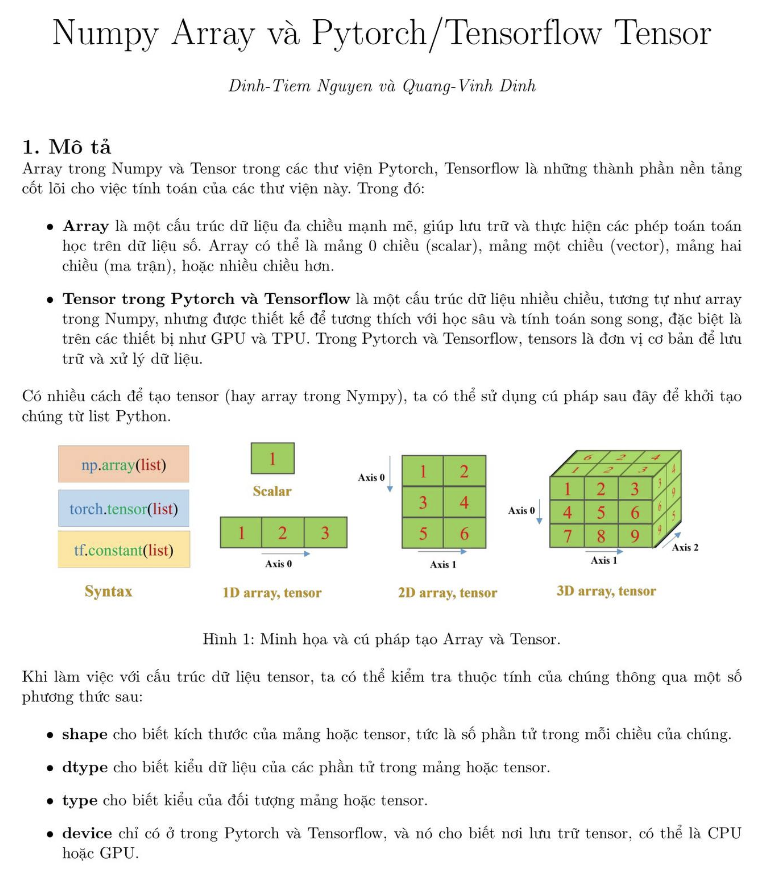 Numpy Array và Pytorch/Tensorflow Tensor
Dinh-Tiem Nguyen và Quang-Vinh Dinh
1. Mô tả
Array trong Numpy và Tensor trong các thư viện Pytorch, Tensorflow là những thành phần nền tảng
cốt lõi cho việc tính toán của các thư viện này. Trong đó:
• Array là một cấu trúc dữ liệu đa chiều mạnh mẽ, giúp lưu trữ và thực hiện các phép toán toán
học trên dữ liệu số. Array có thể là mảng 0 chiều (scalar), mảng một chiều (vector), mảng hai
chiều (ma trận), hoặc nhiều chiều hơn.
• Tensor trong Pytorch và Tensorflow là một cấu trúc dữ liệu nhiều chiều, tương tự như array
trong Numpy, nhưng được thiết kế để tương thích với học sâu và tính toán song song, đặc biệt là
trên các thiết bị như GPU và TPU. Trong Pytorch và Tensorflow, tensors là đơn vị cơ bản để lưu
trữ và xử lý dữ liệu.
Có nhiều cách để tạo tensor (hay array trong Nympy), ta có thể sử dụng cú pháp sau đây để khởi tạo
chúng từ list Python.
np.array(list)
torch.tensor(list)
tf.constant(list)
Syntax
1
Scalar
1 2 3
Axis 0
1D array, tensor
Axis 0
1 2
3 4
5 6
Axis 1
2D array, tensor
Axis 0
6 2 4
1 2 3
1 2 3
4 5 6
7 8 9
Axis 1
Axis 2
3D array, tensor
Hình 1: Minh họa và cú pháp tạo Array và Tensor.
Khi làm việc với cấu trúc dữ liệu tensor, ta có thể kiểm tra thuộc tính của chúng thông qua một số
phương thức sau:
• shape cho biết kích thước của mảng hoặc tensor, tức là số phần tử trong mỗi chiều của chúng.
• dtype cho biết kiểu dữ liệu của các phần tử trong mảng hoặc tensor.
• type cho biết kiểu của đối tượng mảng hoặc tensor.
• device chỉ có ở trong Pytorch và Tensorflow, và nó cho biết nơi lưu trữ tensor, có thể là CPU
hoặc GPU.